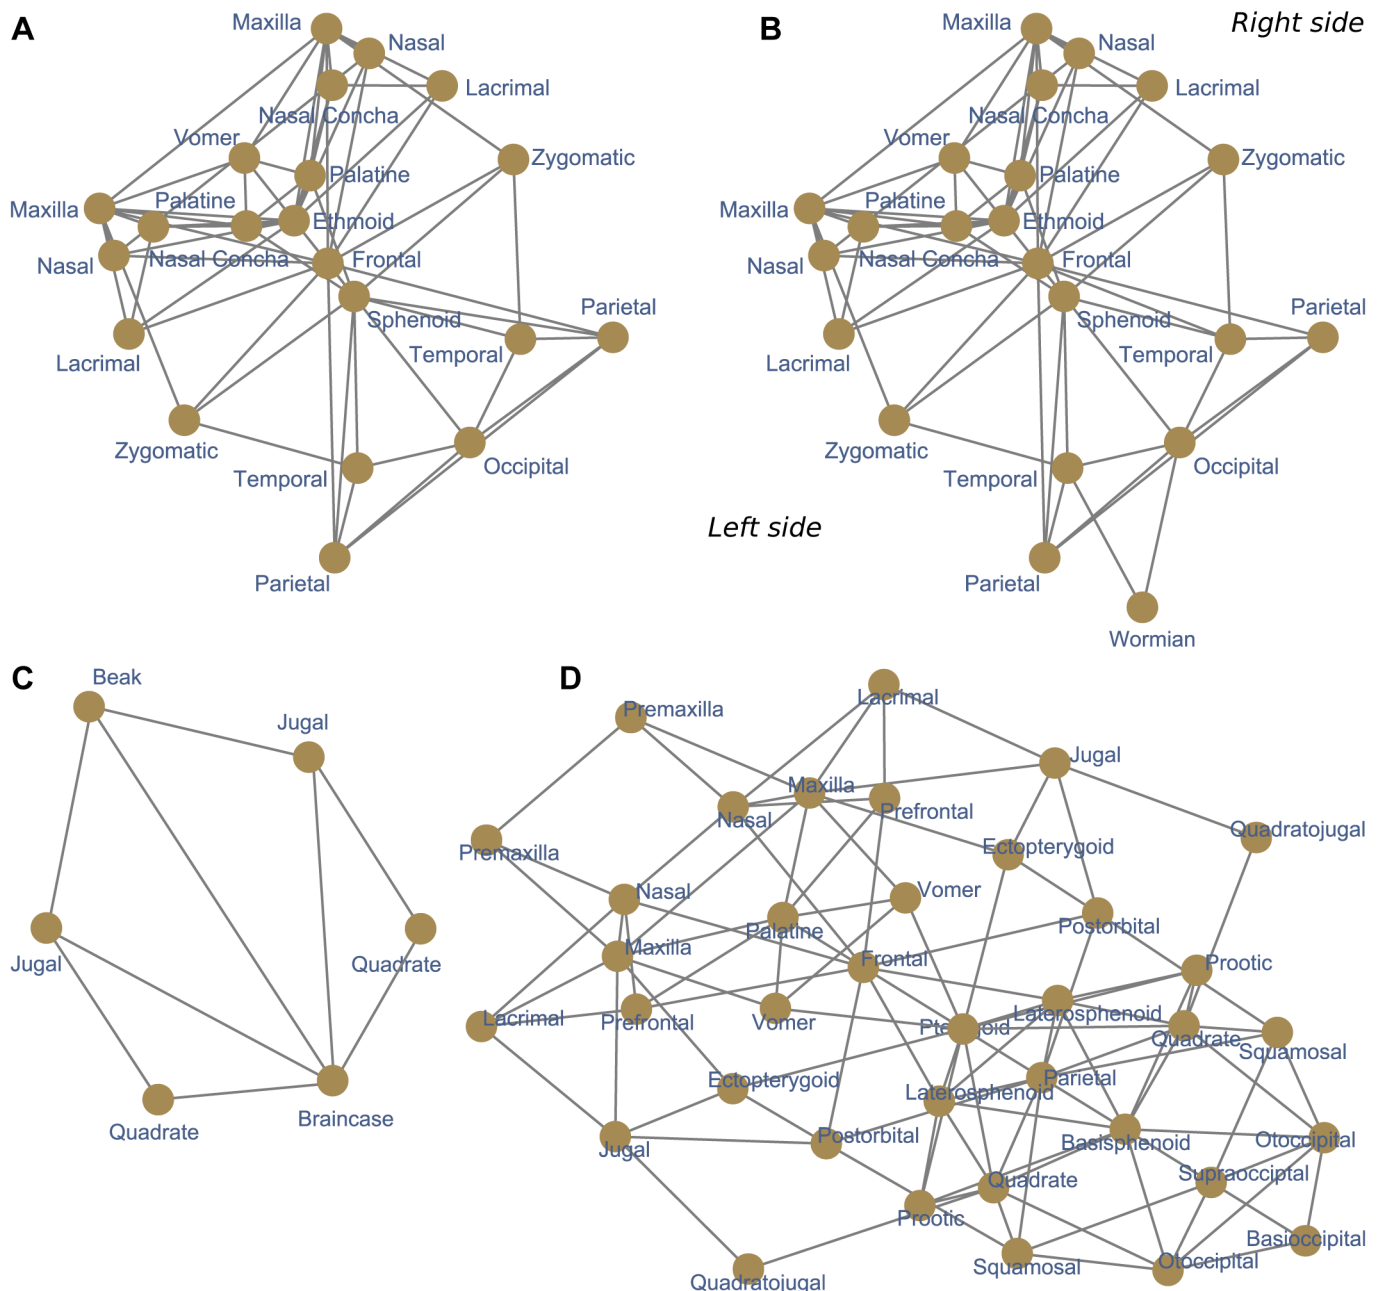 A
Maxilla
Nasal
Lacrimal
Nasal Concha
Vomer
Zygomatic
Palatine
Palatine
Maxilla
Ethmoid
Nasal
Nasal Concha
Frontal
Parietal
Sphenoid
Temporal
Lacrimal
Zygomatic
Temporal
Occipital
Parietal
B
Right side
Maxilla
Nasal
Lacrimal
Nasal Concha
Vomer
Zygomatic
Palatine
Palatine
Maxilla
Ethmoid
Nasal
Nasal Concha
Frontal
Parietal
Sphenoid
Temporal
Lacrimal
Zygomatic
Temporal
Occipital
Left side
Parietal
Wormian
C
Beak
Jugal
Jugal
Quadrate
Braincase
Quadrate
D
Lacrimal
Premaxilla
Jugal
Maxilla
Prefrontal
Nasal
Quadratojugal
Premaxilla
Ectopterygoid
Nasal
Vomer
Postorbital
Palatine
Maxilla
Frontal
Prootic
Lacrimal
Prefrontal
Vomer
Pterygoid
Laterosphenoid
Quadrate
Squamosal
Ectopterygoid
Parietal
Laterosphenoid
Postorbital
Basisphenoid
Otoccipital
Jugal
Supraocciptal
Quadrate
Prootic
Basioccipital
Squamosal
Otoccipital
Quadratojugal